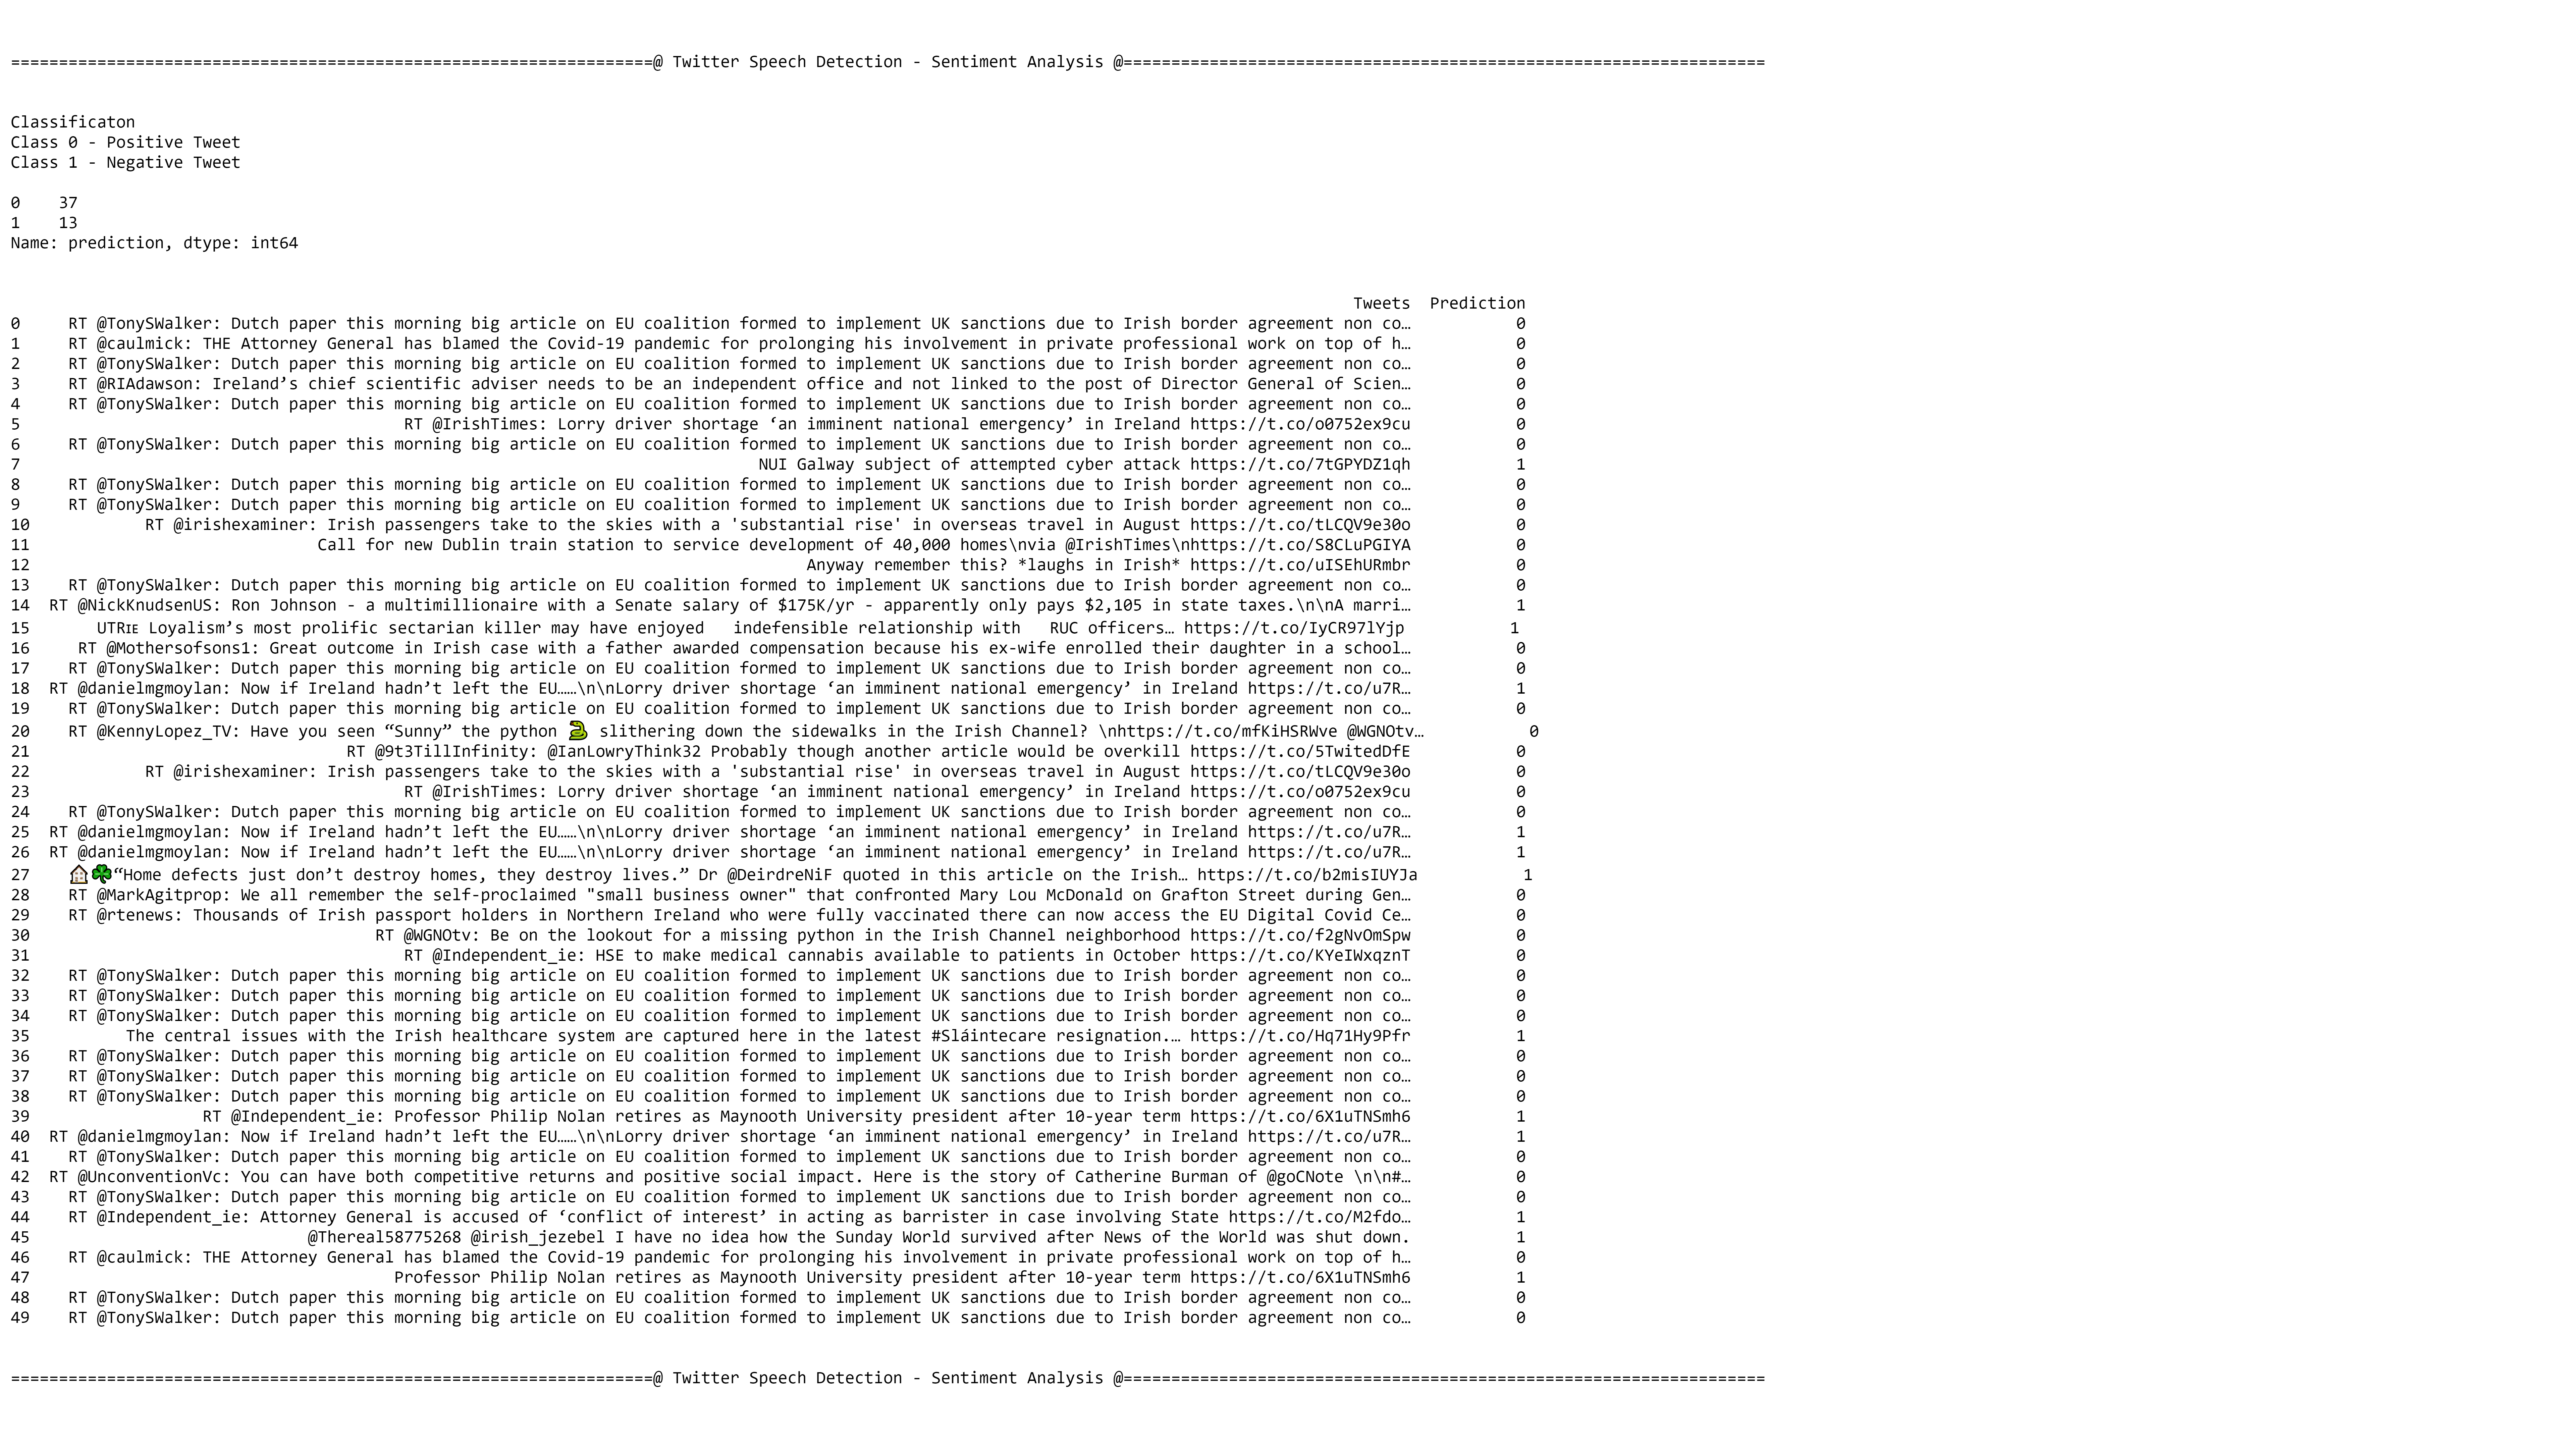 ===================================================================@ Twitter Speech Detection - Sentiment Analysis @===================================================================
Classificaton
Class 0 - Positive Tweet
Class 1 - Negative Tweet
0    37
1    13
Name: prediction, dtype: int64
Tweets  Prediction
0 RT @TonySWalker: Dutch paper this morning big article on EU coalition formed to implement UK sanctions due to Irish border agreement non co… 0
1 RT @caulmick: THE Attorney General has blamed the Covid-19 pandemic for prolonging his involvement in private professional work on top of h… 0
2 RT @TonySWalker: Dutch paper this morning big article on EU coalition formed to implement UK sanctions due to Irish border agreement non co… 0
3 RT @RIAdawson: Ireland’s chief scientific adviser needs to be an independent office and not linked to the post of Director General of Scien… 0
4 RT @TonySWalker: Dutch paper this morning big article on EU coalition formed to implement UK sanctions due to Irish border agreement non co… 0
5 RT @IrishTimes: Lorry driver shortage ‘an imminent national emergency’ in Ireland https://t.co/o0752ex9cu 0
6 RT @TonySWalker: Dutch paper this morning big article on EU coalition formed to implement UK sanctions due to Irish border agreement non co… 0
7 NUI Galway subject of attempted cyber attack https://t.co/7tGPYDZ1qh 1
8 RT @TonySWalker: Dutch paper this morning big article on EU coalition formed to implement UK sanctions due to Irish border agreement non co… 0
9 RT @TonySWalker: Dutch paper this morning big article on EU coalition formed to implement UK sanctions due to Irish border agreement non co… 0
10 RT @irishexaminer: Irish passengers take to the skies with a 'substantial rise' in overseas travel in August https://t.co/tLCQV9e30o 0
11 Call for new Dublin train station to service development of 40,000 homes\nvia @IrishTimes\nhttps://t.co/S8CLuPGIYA 0
12 Anyway remember this? *laughs in Irish* https://t.co/uISEhURmbr 0
13 RT @TonySWalker: Dutch paper this morning big article on EU coalition formed to implement UK sanctions due to Irish border agreement non co… 0
14 RT @NickKnudsenUS: Ron Johnson - a multimillionaire with a Senate salary of $175K/yr - apparently only pays $2,105 in state taxes.\n\nA marri… 1
15 UTRɪᴇ Loyalism’s most prolific sectarian killer may have enjoyed   indefensible relationship with   RUC officers… https://t.co/IyCR97lYjp 1
16 RT @Mothersofsons1: Great outcome in Irish case with a father awarded compensation because his ex-wife enrolled their daughter in a school… 0
17 RT @TonySWalker: Dutch paper this morning big article on EU coalition formed to implement UK sanctions due to Irish border agreement non co… 0
18 RT @danielmgmoylan: Now if Ireland hadn’t left the EU……\n\nLorry driver shortage ‘an imminent national emergency’ in Ireland https://t.co/u7R… 1
19 RT @TonySWalker: Dutch paper this morning big article on EU coalition formed to implement UK sanctions due to Irish border agreement non co… 0
20 RT @KennyLopez_TV: Have you seen “Sunny” the python 🐍 slithering down the sidewalks in the Irish Channel? \nhttps://t.co/mfKiHSRWve @WGNOtv… 0
21 RT @9t3TillInfinity: @IanLowryThink32 Probably though another article would be overkill https://t.co/5TwitedDfE 0
22 RT @irishexaminer: Irish passengers take to the skies with a 'substantial rise' in overseas travel in August https://t.co/tLCQV9e30o 0
23 RT @IrishTimes: Lorry driver shortage ‘an imminent national emergency’ in Ireland https://t.co/o0752ex9cu 0
24 RT @TonySWalker: Dutch paper this morning big article on EU coalition formed to implement UK sanctions due to Irish border agreement non co… 0
25 RT @danielmgmoylan: Now if Ireland hadn’t left the EU……\n\nLorry driver shortage ‘an imminent national emergency’ in Ireland https://t.co/u7R… 1
26 RT @danielmgmoylan: Now if Ireland hadn’t left the EU……\n\nLorry driver shortage ‘an imminent national emergency’ in Ireland https://t.co/u7R… 1
27 🏠☘“Home defects just don’t destroy homes, they destroy lives.” Dr @DeirdreNiF quoted in this article on the Irish… https://t.co/b2misIUYJa 1
28 RT @MarkAgitprop: We all remember the self-proclaimed "small business owner" that confronted Mary Lou McDonald on Grafton Street during Gen… 0
29 RT @rtenews: Thousands of Irish passport holders in Northern Ireland who were fully vaccinated there can now access the EU Digital Covid Ce… 0
30 RT @WGNOtv: Be on the lookout for a missing python in the Irish Channel neighborhood https://t.co/f2gNvOmSpw 0
31 RT @Independent_ie: HSE to make medical cannabis available to patients in October https://t.co/KYeIWxqznT 0
32 RT @TonySWalker: Dutch paper this morning big article on EU coalition formed to implement UK sanctions due to Irish border agreement non co… 0
33 RT @TonySWalker: Dutch paper this morning big article on EU coalition formed to implement UK sanctions due to Irish border agreement non co… 0
34 RT @TonySWalker: Dutch paper this morning big article on EU coalition formed to implement UK sanctions due to Irish border agreement non co… 0
35 The central issues with the Irish healthcare system are captured here in the latest #Sláintecare resignation.… https://t.co/Hq71Hy9Pfr 1
36 RT @TonySWalker: Dutch paper this morning big article on EU coalition formed to implement UK sanctions due to Irish border agreement non co… 0
37 RT @TonySWalker: Dutch paper this morning big article on EU coalition formed to implement UK sanctions due to Irish border agreement non co… 0
38 RT @TonySWalker: Dutch paper this morning big article on EU coalition formed to implement UK sanctions due to Irish border agreement non co… 0
39 RT @Independent_ie: Professor Philip Nolan retires as Maynooth University president after 10-year term https://t.co/6X1uTNSmh6 1
40 RT @danielmgmoylan: Now if Ireland hadn’t left the EU……\n\nLorry driver shortage ‘an imminent national emergency’ in Ireland https://t.co/u7R… 1
41 RT @TonySWalker: Dutch paper this morning big article on EU coalition formed to implement UK sanctions due to Irish border agreement non co… 0
42 RT @UnconventionVc: You can have both competitive returns and positive social impact. Here is the story of Catherine Burman of @goCNote \n\n#… 0
43 RT @TonySWalker: Dutch paper this morning big article on EU coalition formed to implement UK sanctions due to Irish border agreement non co… 0
44 RT @Independent_ie: Attorney General is accused of ‘conflict of interest’ in acting as barrister in case involving State https://t.co/M2fdo… 1
45 @Thereal58775268 @irish_jezebel I have no idea how the Sunday World survived after News of the World was shut down. 1
46 RT @caulmick: THE Attorney General has blamed the Covid-19 pandemic for prolonging his involvement in private professional work on top of h… 0
47 Professor Philip Nolan retires as Maynooth University president after 10-year term https://t.co/6X1uTNSmh6 1
48 RT @TonySWalker: Dutch paper this morning big article on EU coalition formed to implement UK sanctions due to Irish border agreement non co… 0
49 RT @TonySWalker: Dutch paper this morning big article on EU coalition formed to implement UK sanctions due to Irish border agreement non co… 0
===================================================================@ Twitter Speech Detection - Sentiment Analysis @===================================================================